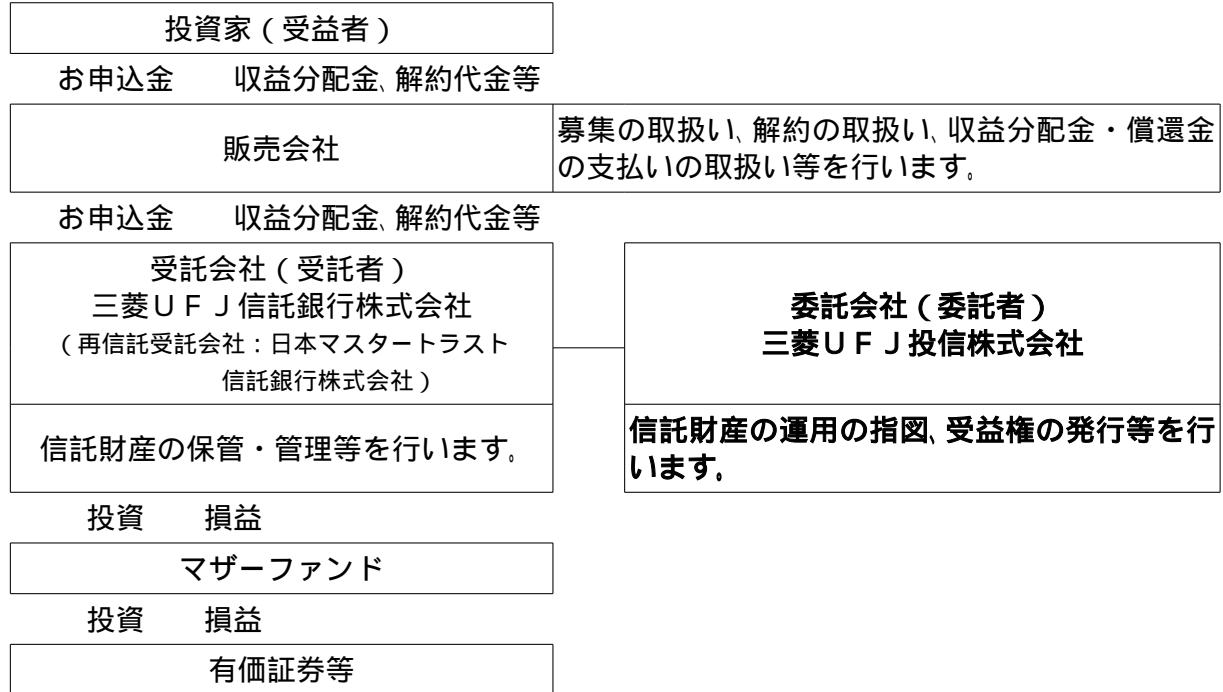 投資家（受益者）
お申込金　　収益分配金、解約代金等
販売会社
募集の取扱い、解約の取扱い、収益分配金・償還金
の支払いの取扱い等を行います。
お申込金　　収益分配金、解約代金等
受託会社（受託者）
三菱ＵＦＪ信託銀行株式会社
（再信託受託会社：日本マスタートラスト
信託銀行株式会社）
委託会社（委託者）
三菱ＵＦＪ投信株式会社
信託財産の保管・管理等を行います。
信託財産の運用の指図、受益権の発行等を行
います。
投資　　損益
マザーファンド
投資　　損益
有価証券等